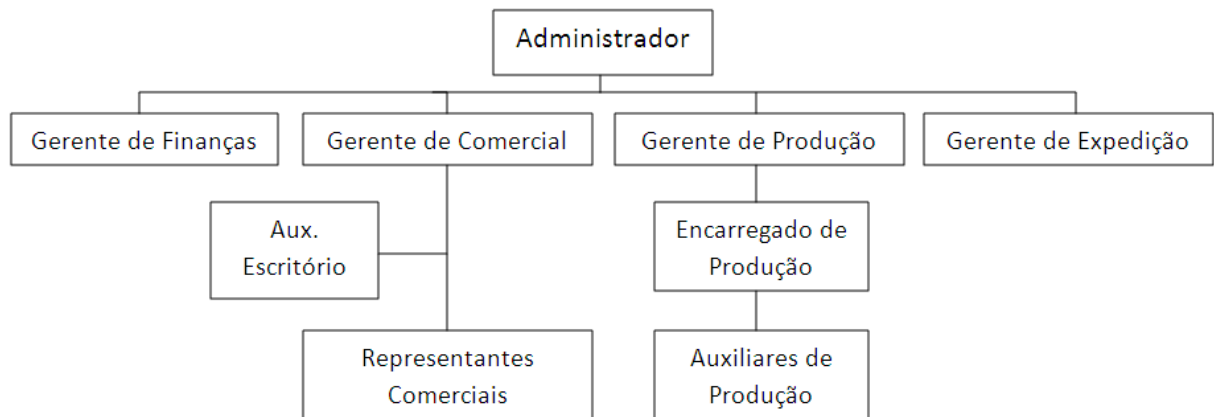 Administrador
Gerente de Finanças
Gerente de Comercial
Gerente de Produção
Gerente de Expedição
Aux.
Escritório
Encarregado de
Produção
Representantes
Comerciais
Auxiliares de
Produção